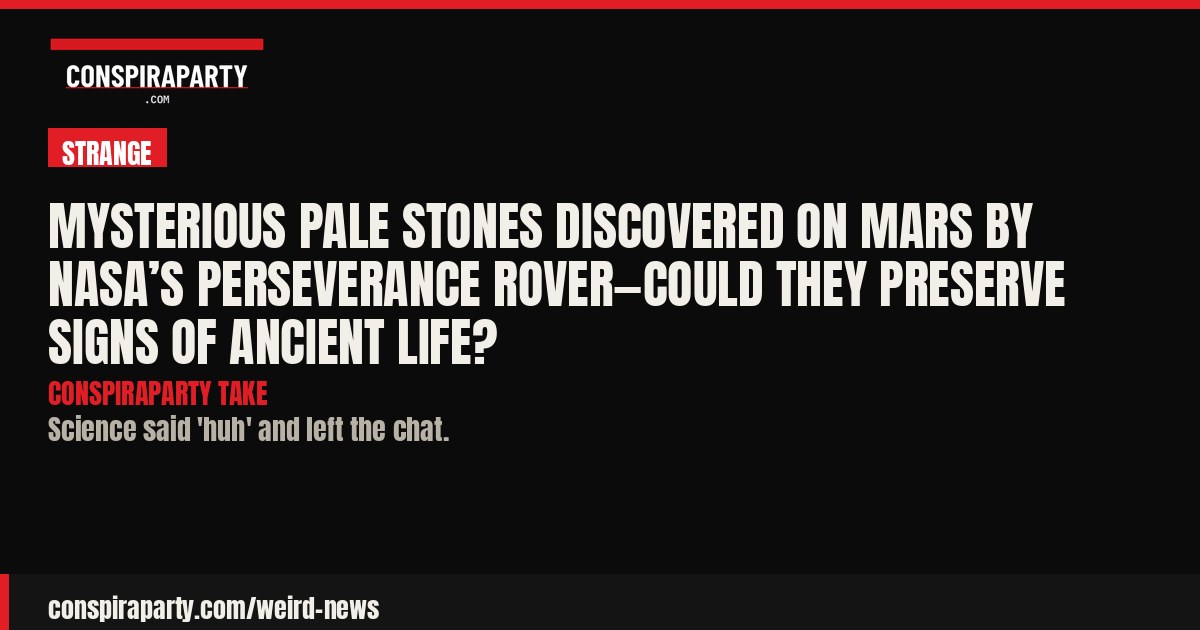 CONSPIRAPARTY
.COM
STRANGE
MYSTERIOUS PALE STONES DISCOVERED ON MARS BY
NASA’S PERSEVERANCE ROVER—COULD THEY PRESERVE
SIGNS OF ANCIENT LIFE?
CONSPIRAPARTY TAKE
Science said 'huh' and left the chat.
conspiraparty.com/weird-news